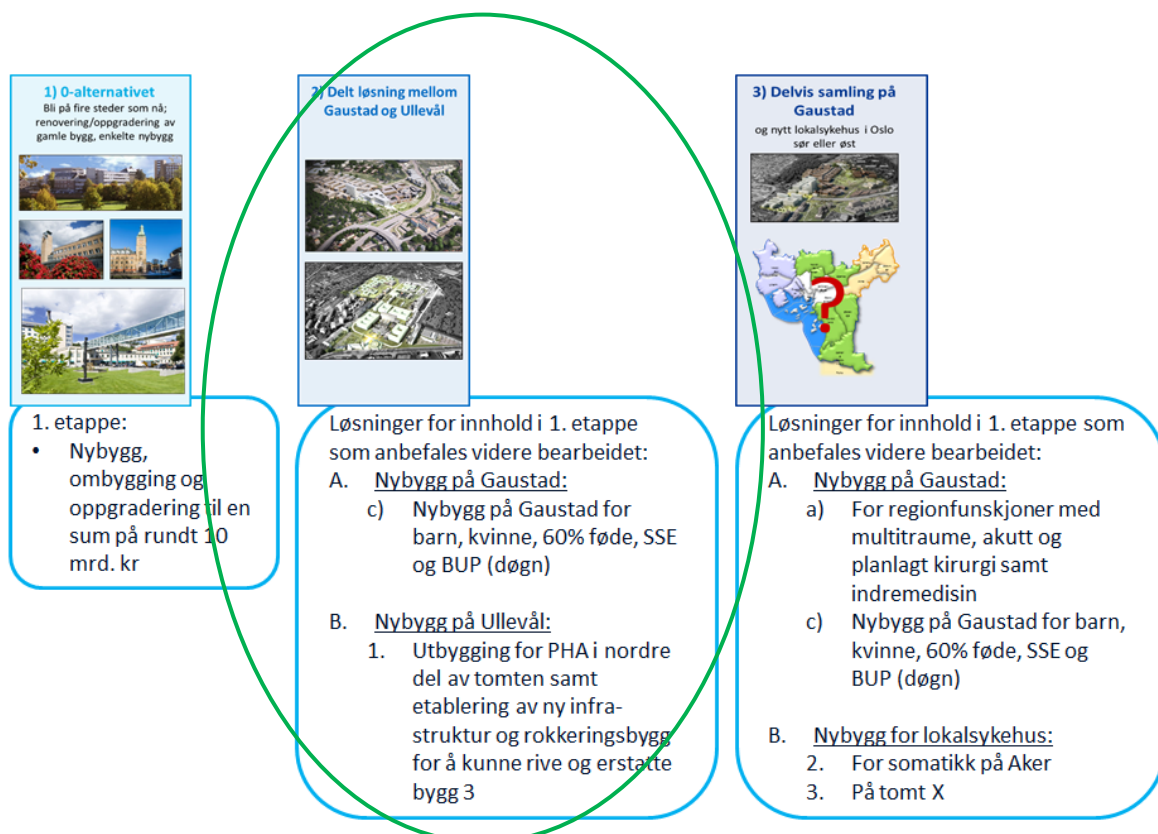 1) 0-alternativet
Bli på fire steder som nå;
renovering/oppgradering av
gamle bygg, enkelte nybygg
1. etappe:
• Nybygg,
ombygging og
oppgradering til en
sum på rundt 10
mrd. kr
2) Delt løsning mellom
Gaustad og Ullevål
Løsninger for innhold i 1. etappe
som anbefales videre bearbeidet:
A. Nybygg på Gaustad:
c) Nybygg på Gaustad for
barn, kvinne, 60% føde, SSE
og BUP (døgn)
B. Nybygg på Ullevål:
1. Utbygging for PHA i nordre
del av tomten samt
etablering av ny infra-
struktur og rokkeringsbygg
for å kunne rive og erstatte
bygg 3
3) Delvis samling på
Gaustad
og nytt lokalsykehus i Oslo
sør eller øst
?
Løsninger for innhold i 1. etappe som
anbefales videre bearbeidet:
A. Nybygg på Gaustad:
a) For regionfunskjoner med
multitraume, akutt og
planlagt kirurgi samt
indremedisin
c) Nybygg på Gaustad for barn,
kvinne, 60% føde, SSE og
BUP (døgn)
B. Nybygg for lokalsykehus:
2. For somatikk på Aker
3. På tomt X